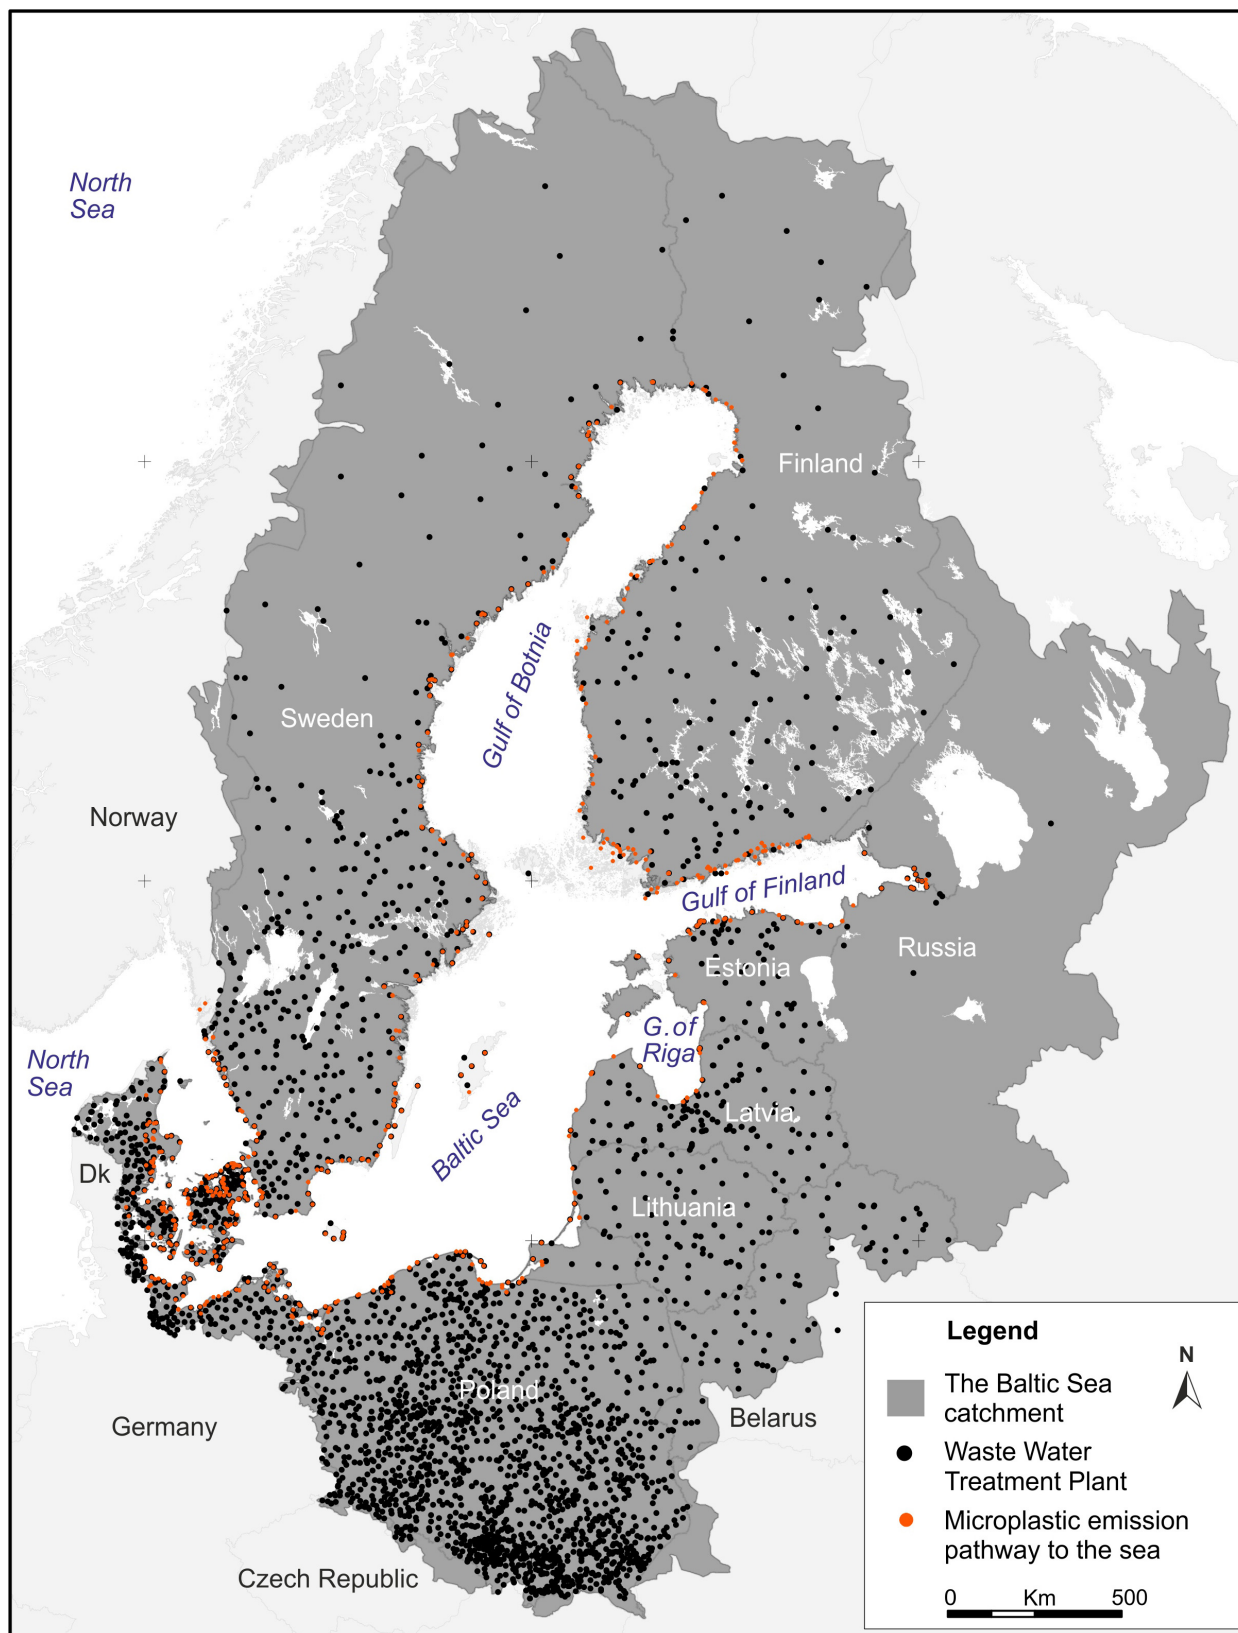 North
Sea
Finland
Gulf of Botnia
Sweden
Norway
Gulf of Finland
Russia
Estonia
G. of
Riga
North
Sea
Latvia
Baltic Sea
Dk
Lithuania
Poland
Germany
Belarus
Czech Republic
Legend
N
The Baltic Sea
catchment
Waste Water
Treatment Plant
Microplastic emission
pathway to the sea
0 Km 500